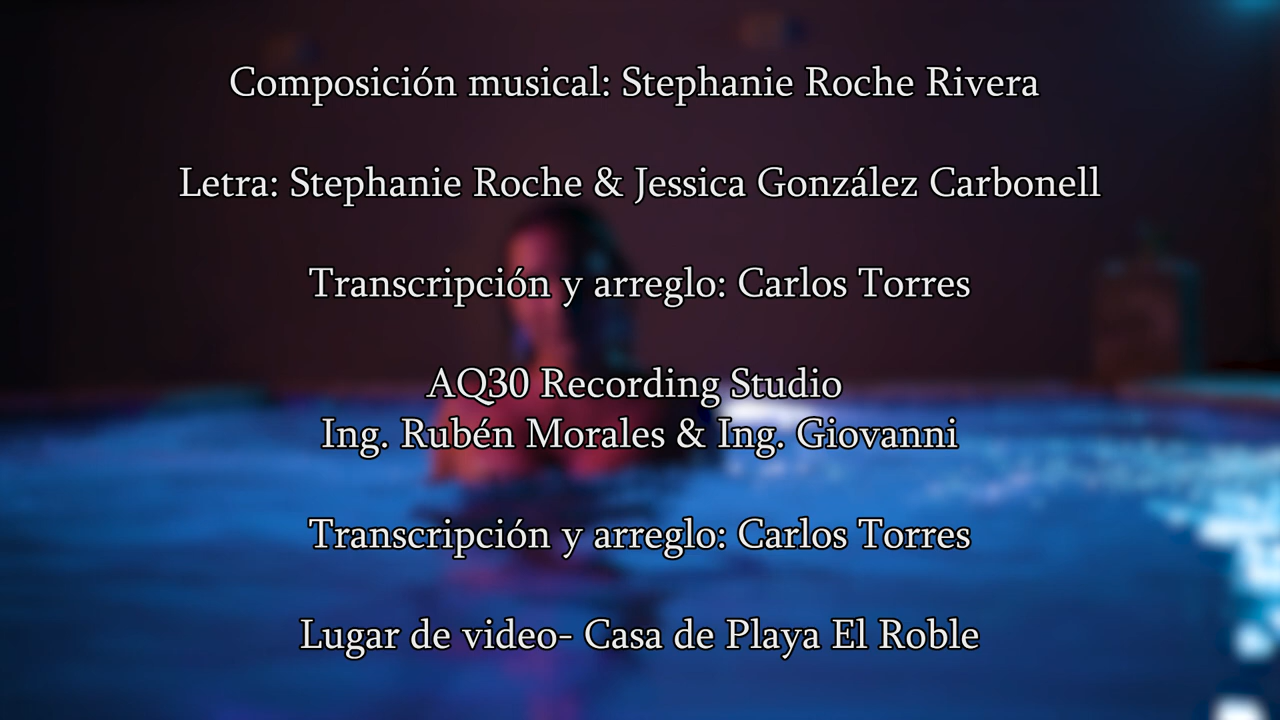 Composición musical: Stephanie Roche Rivera
Letra: Stephanie Roche & Jessica González Carbonell
Transcripción y arreglo: Carlos Torres
AQ30 Recording Studio
Ing. Rubén Morales & Ing. Giovanni
Transcripción y arreglo: Carlos Torres
Lugar de video- Casa de Playa El Roble